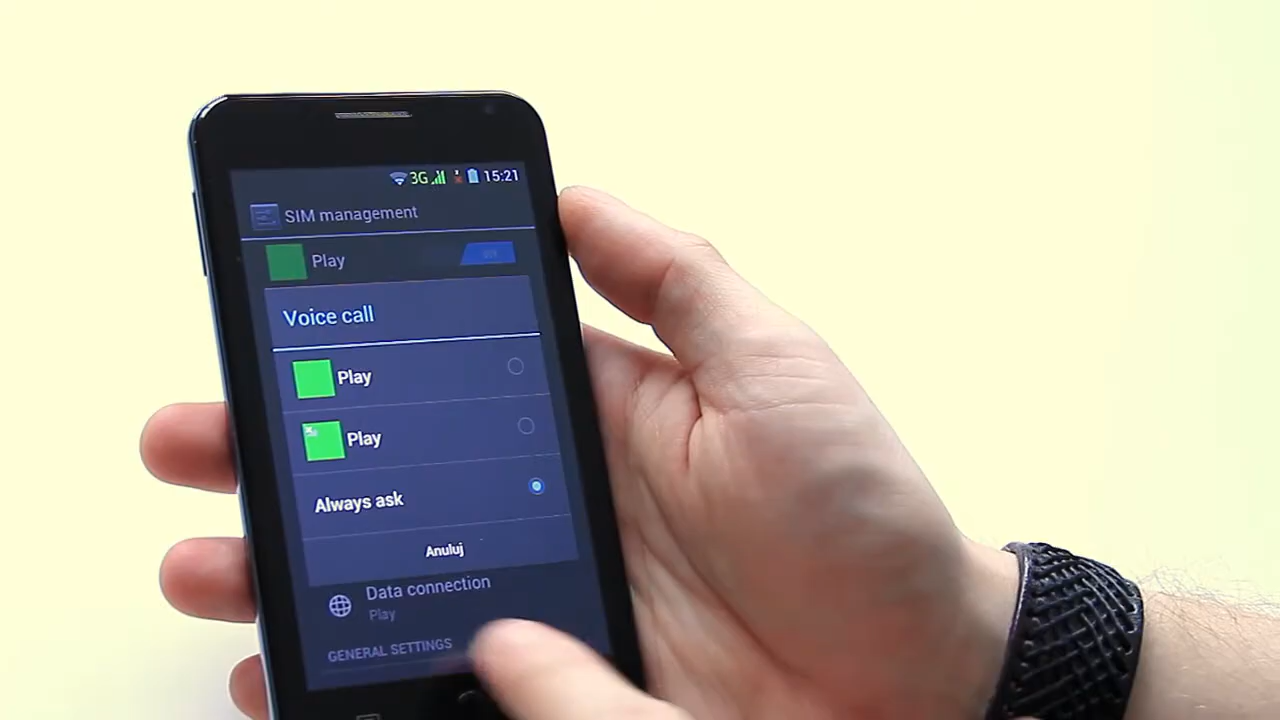 3G 15:21
SIM management
Play
Voice call
Play
Play
Always ask
Anuluj
Data connection
Play
GENERAL SETTINGS